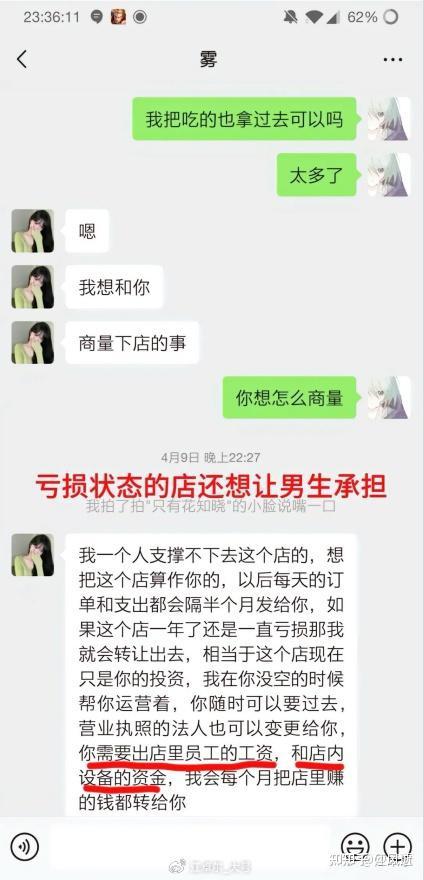 23:36:11
62%
雾
我把吃的也拿过去可以吗
太多了
嗯
我想和你
商量下店的事
你想怎么商量
4月9日 晚上22:27
亏损状态的店还想让男生承担
我拍了拍"只有花知晓"的小脸说嘴一口
我一个人支撑不下去这个店的，想
把这个店算作你的，以后每天的订
单和支出都会隔半个月发给你，如
果这个店一年了还是一直亏损那我
就会转让出去，相当于这个店现在
只是你的投资，我在你没空的时候
帮你运营着，你随时可以要过去，
营业执照的法人也可以变更给你，
你需要出店里员工的工资，和店内
设备的资金，我会每个月把店里赚
的钱都转给你
知乎